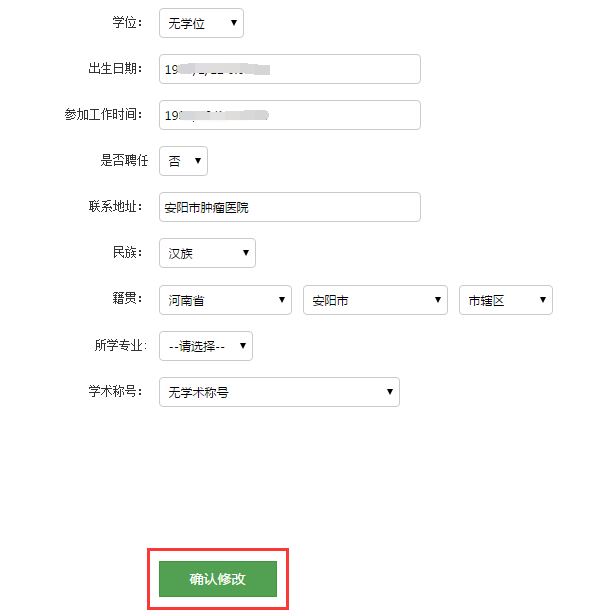 学位： 无学位
出生日期： 19
参加工作时间： 19
是否聘任 否
联系地址： 安阳市肿瘤医院
民族： 汉族
籍贯： 河南省 安阳市 市辖区
所学专业： --请选择--
学术称号： 无学术称号
确认修改